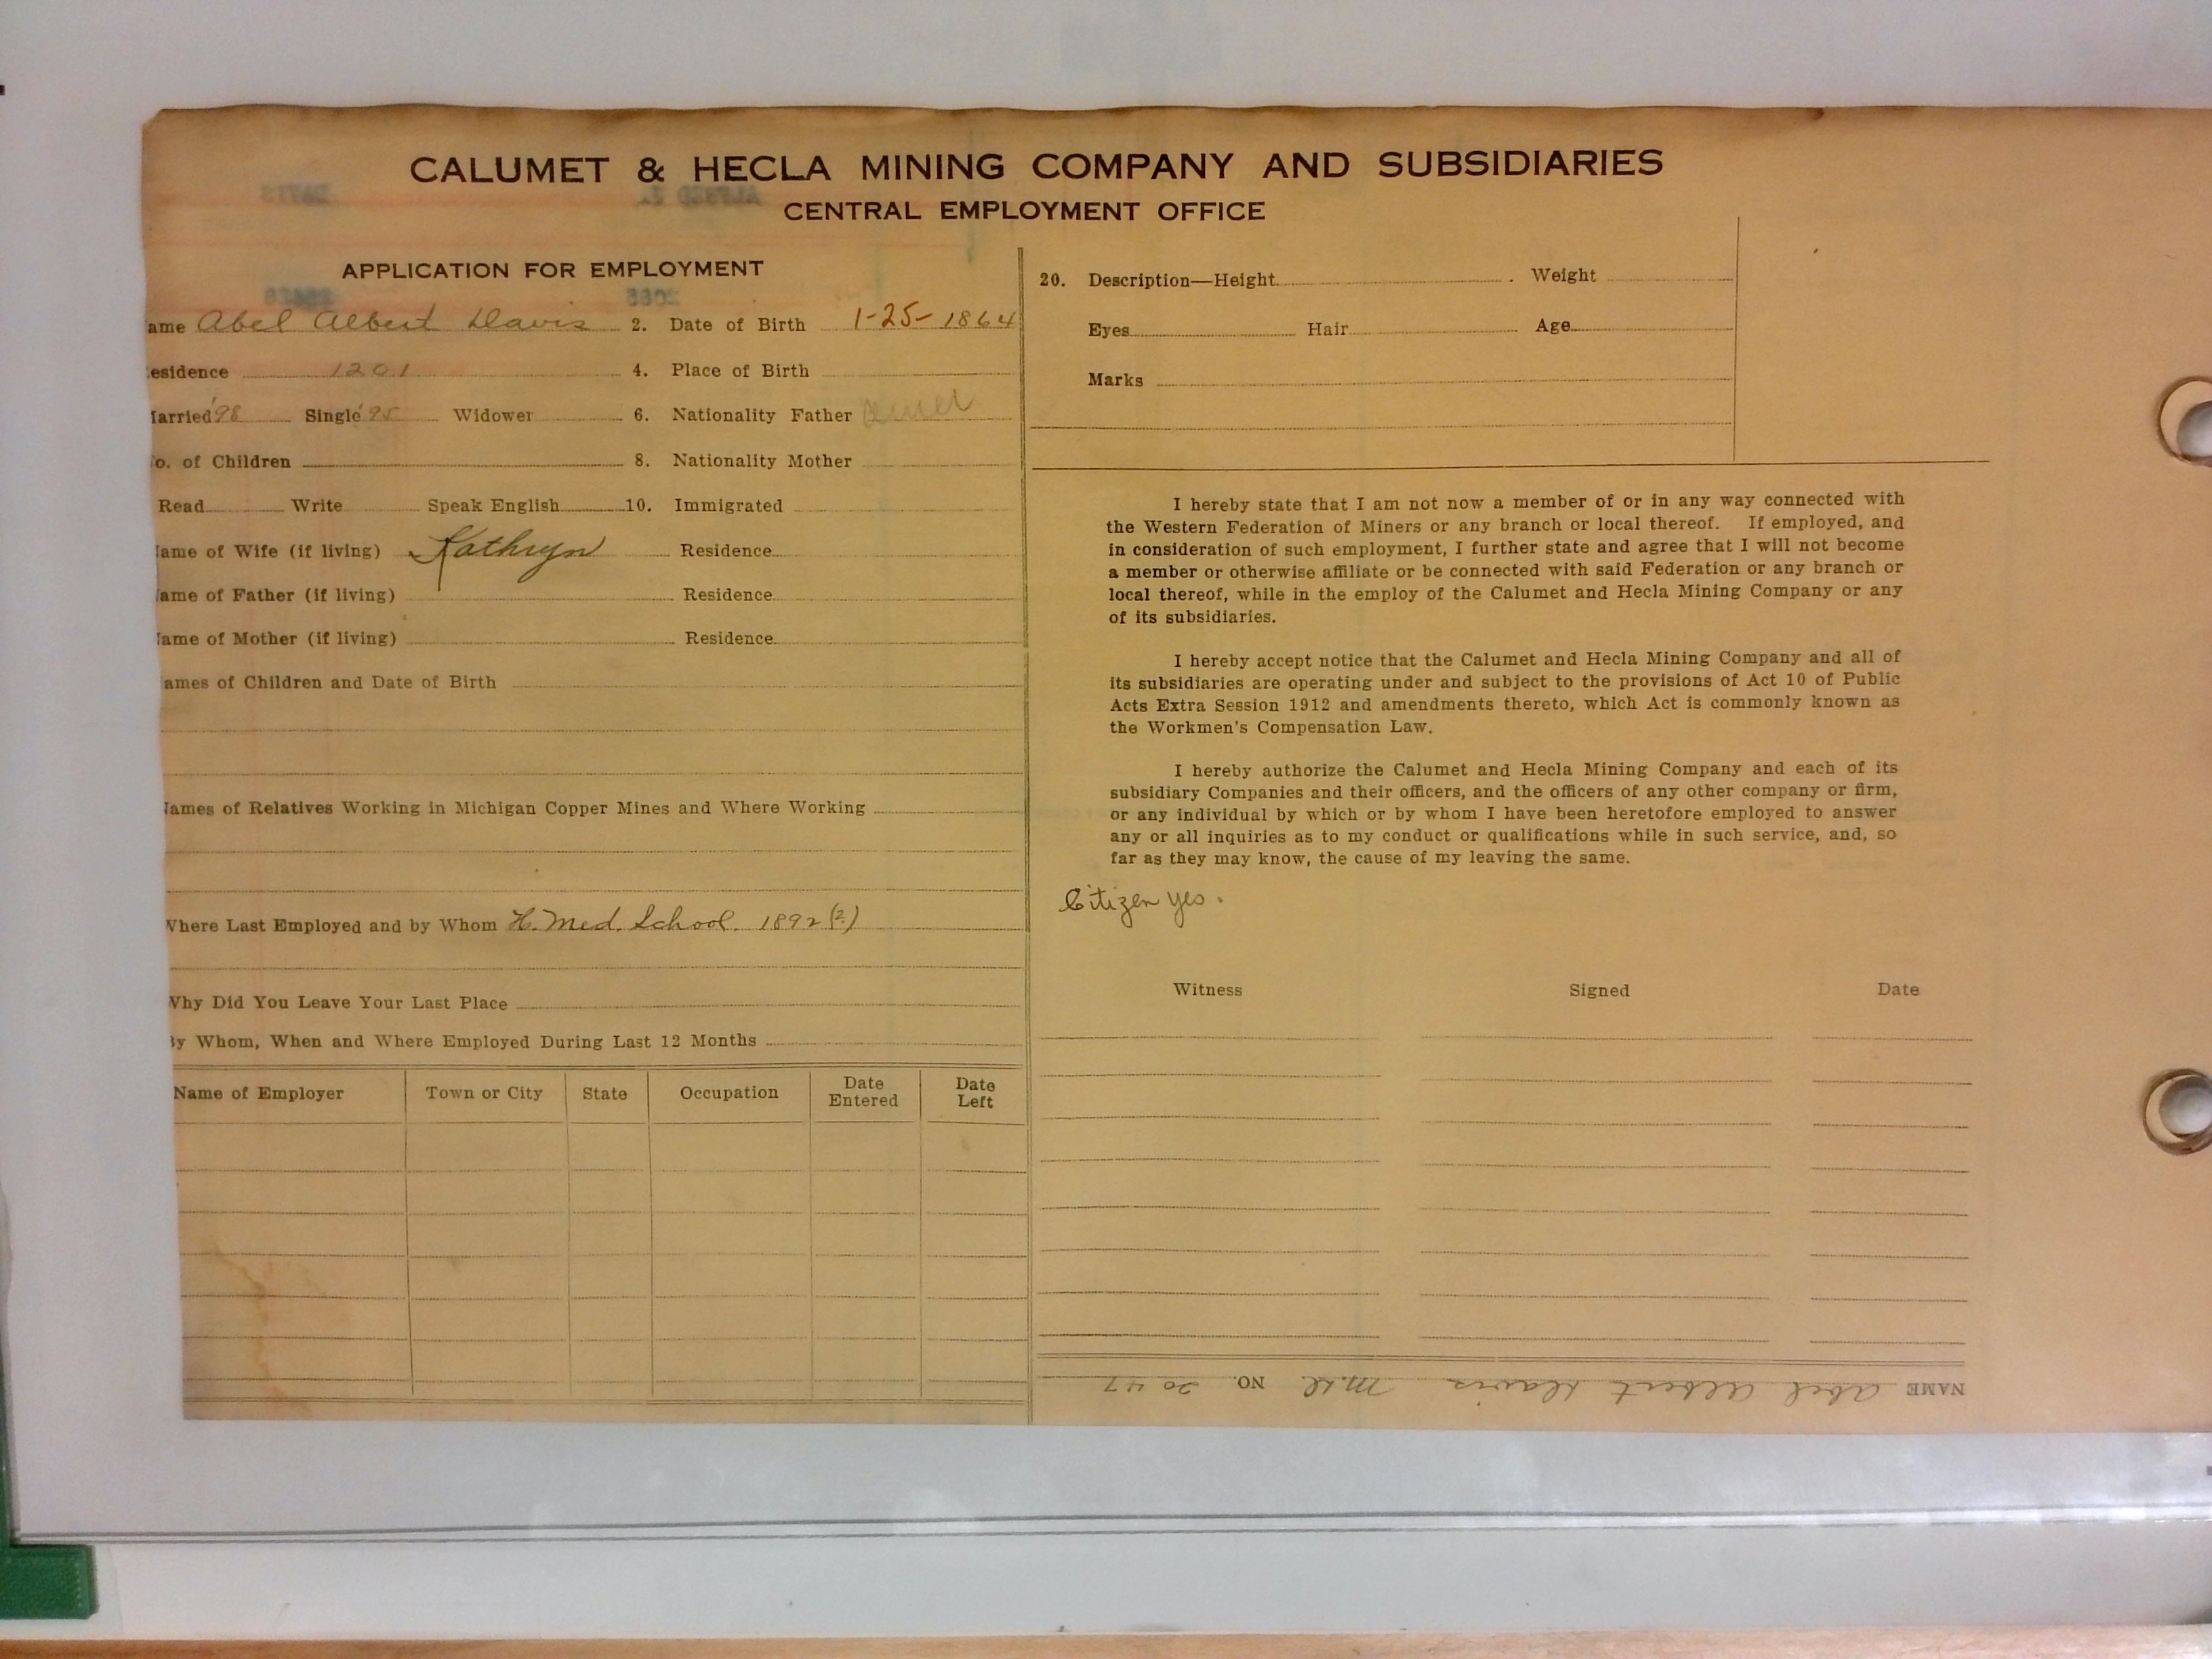 CALUMET & HECLA MINING COMPANY AND SUBSIDIARIES
CENTRAL EMPLOYMENT OFFICE
APPLICATION FOR EMPLOYMENT
ame Abel Albert Davis 2. Date of Birth 1-25-1864
esidence 1201 4. Place of Birth
arried '98 Single '95 Widower 6. Nationality Father
o. of Children 8. Nationality Mother
Read Write Speak English 10. Immigrated
ame of Wife (if living) Kathryn Residence
ame of Father (if living) Residence
ame of Mother (if living) Residence
ames of Children and Date of Birth
ames of Relatives Working in Michigan Copper Mines and Where Working
Where Last Employed and by Whom H. Med. School. 1892 (?)
Why Did You Leave Your Last Place
By Whom, When and Where Employed During Last 12 Months
Name of Employer Town or City State Occupation Date Entered Date Left
20. Description—Height. Weight
Eyes Hair Age
Marks
I hereby state that I am not now a member of or in any way connected with
the Western Federation of Miners or any branch or local thereof. If employed, and
in consideration of such employment, I further state and agree that I will not become
a member or otherwise affiliate or be connected with said Federation or any branch or
local thereof, while in the employ of the Calumet and Hecla Mining Company or any
of its subsidiaries.
I hereby accept notice that the Calumet and Hecla Mining Company and all of
its subsidiaries are operating under and subject to the provisions of Act 10 of Public
Acts Extra Session 1912 and amendments thereto, which Act is commonly known as
the Workmen's Compensation Law.
I hereby authorize the Calumet and Hecla Mining Company and each of its
subsidiary Companies and their officers, and the officers of any other company or firm,
or any individual by which or by whom I have been heretofore employed to answer
any or all inquiries as to my conduct or qualifications while in such service, and, so
far as they may know, the cause of my leaving the same.
Citizen yes.
Witness Signed Date
NAME Abel Albert Davis M.D. NO. 2047